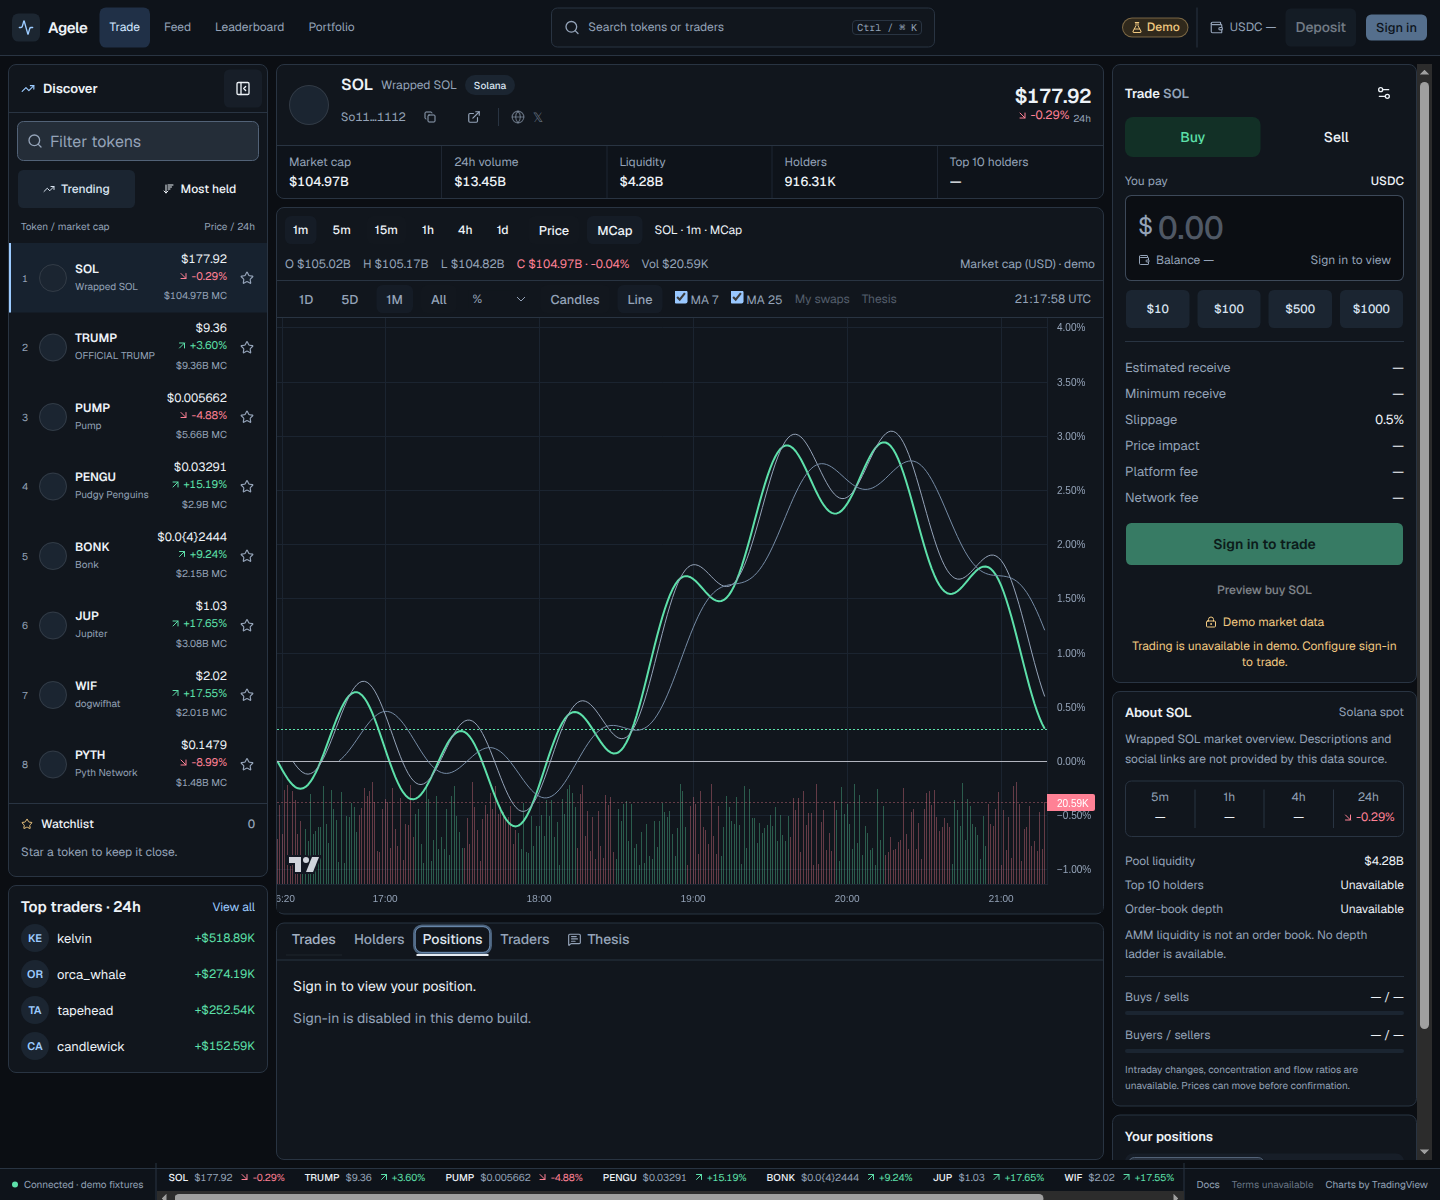 Agele
Trade
Feed
Leaderboard
Portfolio
Search tokens or traders
Ctrl / ⌘ K
Demo
USDC —
Deposit
Sign in
Discover
Filter tokens
Trending
Most held
Token / market cap
Price / 24h
1
SOL
Wrapped SOL
$177.92
↘ -0.29%
$104.97B MC
2
TRUMP
OFFICIAL TRUMP
$9.36
↗ +3.60%
$9.36B MC
3
PUMP
Pump
$0.005662
↘ -4.88%
$5.66B MC
4
PENGU
Pudgy Penguins
$0.03291
↗ +15.19%
$2.9B MC
5
BONK
Bonk
$0.0{4}2444
↗ +9.24%
$2.15B MC
6
JUP
Jupiter
$1.03
↗ +17.65%
$3.08B MC
7
WIF
dogwifhat
$2.02
↗ +17.55%
$2.01B MC
8
PYTH
Pyth Network
$0.1479
↘ -8.99%
$1.48B MC
Watchlist
0
Star a token to keep it close.
Top traders · 24h
View all
KE
kelvin
+$518.89K
OR
orca_whale
+$274.19K
TA
tapehead
+$252.54K
CA
candlewick
+$152.59K
SOL
Wrapped SOL
Solana
So11…1112
𝕏
$177.92
↘ -0.29% 24h
Market cap
$104.97B
24h volume
$13.45B
Liquidity
$4.28B
Holders
916.31K
Top 10 holders
—
1m
5m
15m
1h
4h
1d
Price
MCap
SOL · 1m · MCap
O $105.02B
H $105.17B
L $104.82B
C $104.97B · -0.04%
Vol $20.59K
Market cap (USD) · demo
1D
5D
1M
All
%
Candles
Line
MA 7
MA 25
My swaps
Thesis
21:17:58 UTC
4.00%
3.50%
3.00%
2.50%
2.00%
1.50%
1.00%
0.50%
0.00%
20.59K
−0.50%
−1.00%
6:20
17:00
18:00
19:00
20:00
21:00
Trades
Holders
Positions
Traders
Thesis
Sign in to view your position.
Sign-in is disabled in this demo build.
Trade SOL
Buy
Sell
You pay
USDC
$ 0.00
Balance —
Sign in to view
$10
$100
$500
$1000
Estimated receive
—
Minimum receive
—
Slippage
0.5%
Price impact
—
Platform fee
—
Network fee
—
Sign in to trade
Preview buy SOL
Demo market data
Trading is unavailable in demo. Configure sign-in
to trade.
About SOL
Solana spot
Wrapped SOL market overview. Descriptions and
social links are not provided by this data source.
5m
—
1h
—
4h
—
24h
↘ -0.29%
Pool liquidity
$4.28B
Top 10 holders
Unavailable
Order-book depth
Unavailable
AMM liquidity is not an order book. No depth
ladder is available.
Buys / sells
— / —
Buyers / sellers
— / —
Intraday changes, concentration and flow ratios are
unavailable. Prices can move before confirmation.
Your positions
Connected · demo fixtures
SOL $177.92 ↘ -0.29%
TRUMP $9.36 ↗ +3.60%
PUMP $0.005662 ↘ -4.88%
PENGU $0.03291 ↗ +15.19%
BONK $0.0{4}2444 ↗ +9.24%
JUP $1.03 ↗ +17.65%
WIF $2.02 ↗ +17.55%
Docs
Terms unavailable
Charts by TradingView